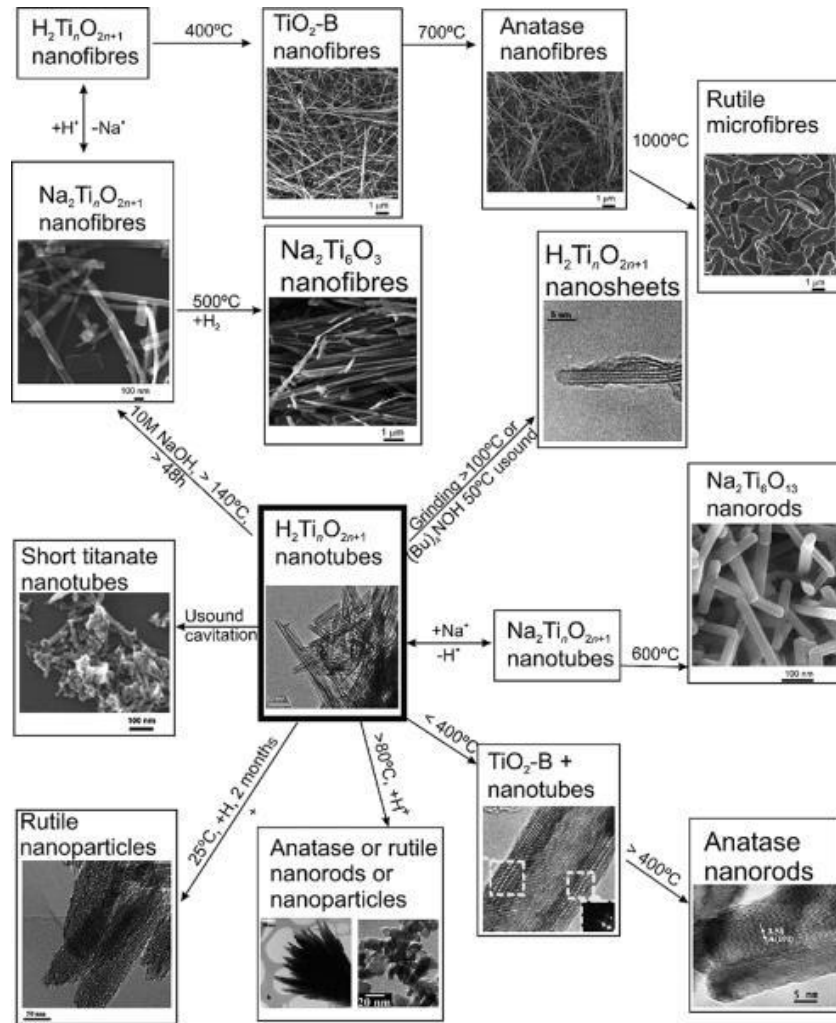 H₂TiₙO₂ₙ₊₁
nanofibres
400ºC
TiO₂-B
nanofibres
1 µm
700ºC
Anatase
nanofibres
1 µm
1000ºC
Rutile
microfibres
1 µm
+H⁺
-Na⁺
Na₂TiₙO₂ₙ₊₁
nanofibres
100 nm
500ºC
+H₂
Na₂Ti₆O₃
nanofibres
1 µm
H₂TiₙO₂ₙ₊₁
nanosheets
5 nm
10M NaOH, > 140ºC,
> 48h
Grinding >100ºC or
(Bu)₄NOH 50ºC usound
H₂TiₙO₂ₙ₊₁
nanotubes
Short titanate
nanotubes
100 nm
Usound
cavitation
+Na⁺
-H⁺
Na₂TiₙO₂ₙ₊₁
nanotubes
600ºC
Na₂Ti₆O₁₃
nanorods
100 nm
25ºC, +H, 2 months
+
Rutile
nanoparticles
20 nm
>80ºC, +H⁺
Anatase or rutile
nanorods or
nanoparticles
20 nm
< 400ºC
TiO₂-B +
nanotubes
> 400ºC
Anatase
nanorods
5 nm